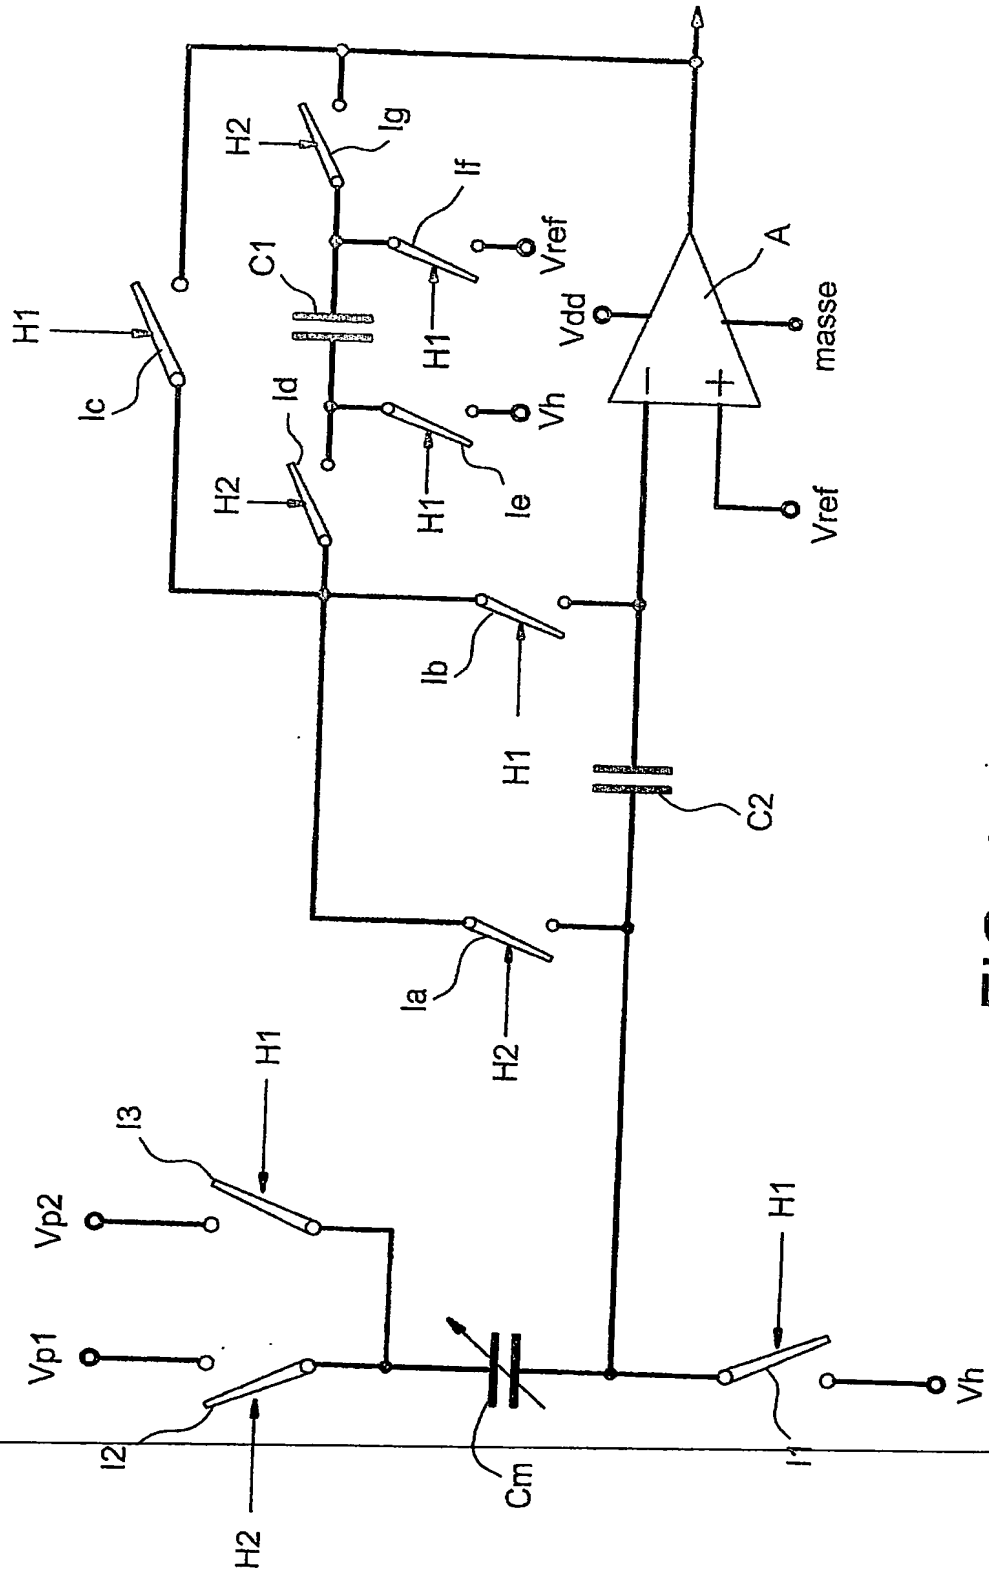 H1
Ic
H2
Ig
C1
If
H1
Vref
Id
H2
H1
Ie
Vh
Vdd
A
masse
Vref
Ib
H1
C2
Ia
H2
I3
H1
Vp2
Vp1
I2
H2
Cm
H1
I1
Vh